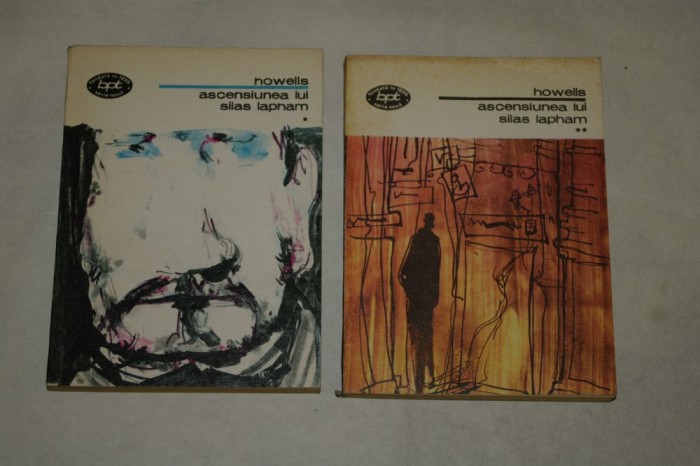 bpt
howells
ascensiunea lui
silas lapham
*
bpt
howells
ascensiunea lui
silas lapham
**